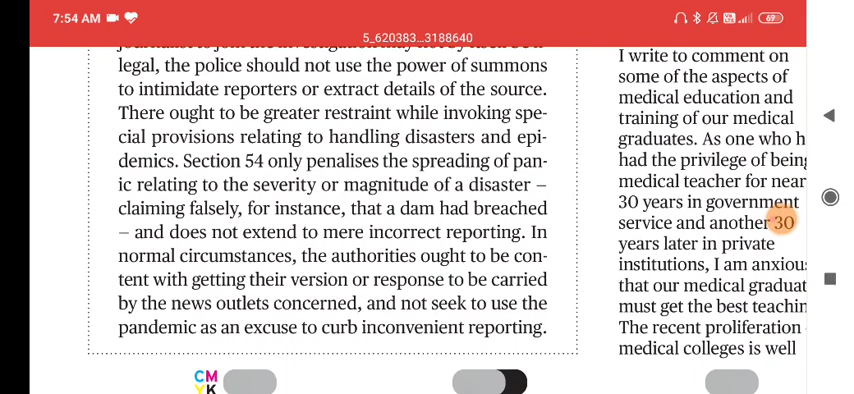 7:54 AM
69
5_620383...3188640
legal, the police should not use the power of summons
to intimidate reporters or extract details of the source.
There ought to be greater restraint while invoking spe-
cial provisions relating to handling disasters and epi-
demics. Section 54 only penalises the spreading of pan-
ic relating to the severity or magnitude of a disaster –
claiming falsely, for instance, that a dam had breached
– and does not extend to mere incorrect reporting. In
normal circumstances, the authorities ought to be con-
tent with getting their version or response to be carried
by the news outlets concerned, and not seek to use the
pandemic as an excuse to curb inconvenient reporting.
I write to comment on
some of the aspects of
medical education and
training of our medical
graduates. As one who h
had the privilege of being
medical teacher for near
30 years in government
service and another 30
years later in private
institutions, I am anxiou
that our medical graduat
must get the best teachin
The recent proliferation
medical colleges is well
CM
YK